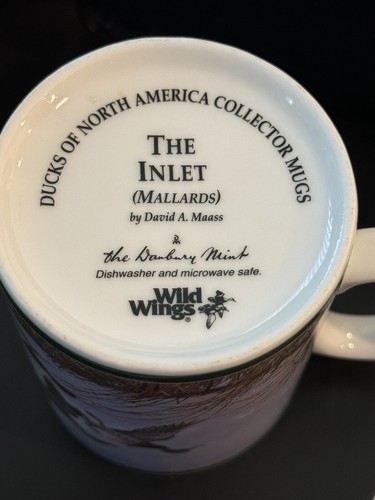 DUCKS OF NORTH AMERICA COLLECTOR MUGS
THE
INLET
(MALLARDS)
by David A. Maass
the Danbury Mint
Dishwasher and microwave safe.
Wild
Wings®